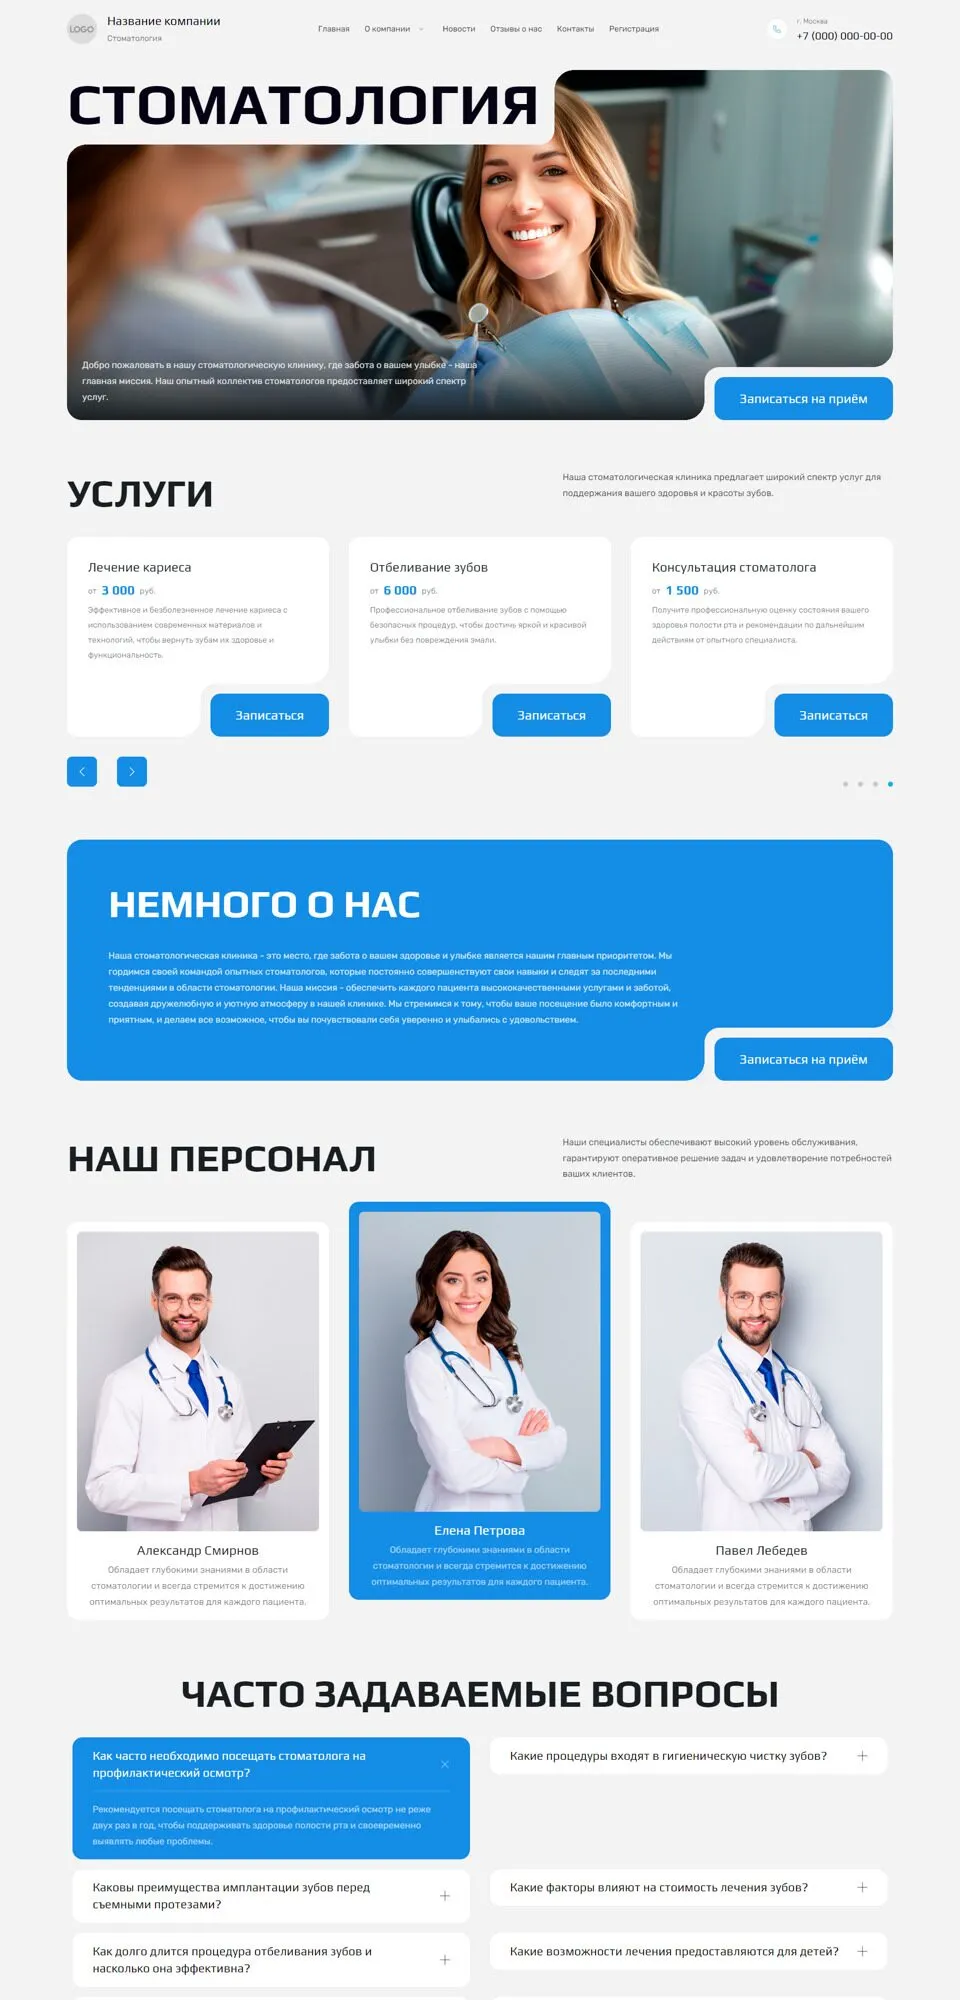 LOGO
Название компании
Стоматология
Главная
О компании
Новости
Отзывы о нас
Контакты
Регистрация
г. Москва
+7 (000) 000-00-00
СТОМАТОЛОГИЯ
Добро пожаловать в нашу стоматологическую клинику, где забота о вашем улыбке - наша
главная миссия. Наш опытный коллектив стоматологов предоставляет широкий спектр
услуг.
Записаться на приём
УСЛУГИ
Наша стоматологическая клиника предлагает широкий спектр услуг для
поддержания вашего здоровья и красоты зубов.
Лечение кариеса
от 3 000 руб.
Эффективное и безболезненное лечение кариеса с
использованием современных материалов и
технологий, чтобы вернуть зубам их здоровье и
функциональность.
Записаться
Отбеливание зубов
от 6 000 руб.
Профессиональное отбеливание зубов с помощью
безопасных процедур, чтобы достичь яркой и красивой
улыбки без повреждения эмали.
Записаться
Консультация стоматолога
от 1 500 руб.
Получите профессиональную оценку состояния вашего
здоровья полости рта и рекомендации по дальнейшим
действиям от опытного специалиста.
Записаться
НЕМНОГО О НАС
Наша стоматологическая клиника - это место, где забота о вашем здоровье и улыбке является нашим главным приоритетом. Мы
гордимся своей командой опытных стоматологов, которые постоянно совершенствуют свои навыки и следят за последними
тенденциями в области стоматологии. Наша миссия - обеспечить каждого пациента высококачественными услугами и заботой,
создавая дружелюбную и уютную атмосферу в нашей клинике. Мы стремимся к тому, чтобы ваше посещение было комфортным и
приятным, и делаем все возможное, чтобы вы почувствовали себя уверенно и улыбались с удовольствием.
Записаться на приём
НАШ ПЕРСОНАЛ
Наши специалисты обеспечивают высокий уровень обслуживания,
гарантируют оперативное решение задач и удовлетворение потребностей
ваших клиентов.
Александр Смирнов
Обладает глубокими знаниями в области
стоматологии и всегда стремится к достижению
оптимальных результатов для каждого пациента.
Елена Петрова
Обладает глубокими знаниями в области
стоматологии и всегда стремится к достижению
оптимальных результатов для каждого пациента.
Павел Лебедев
Обладает глубокими знаниями в области
стоматологии и всегда стремится к достижению
оптимальных результатов для каждого пациента.
ЧАСТО ЗАДАВАЕМЫЕ ВОПРОСЫ
Как часто необходимо посещать стоматолога на
профилактический осмотр?
Рекомендуется посещать стоматолога на профилактический осмотр не реже
двух раз в год, чтобы поддерживать здоровье полости рта и своевременно
выявлять любые проблемы.
Какие процедуры входят в гигиеническую чистку зубов?
Каковы преимущества имплантации зубов перед
съемными протезами?
Какие факторы влияют на стоимость лечения зубов?
Как долго длится процедура отбеливания зубов и
насколько она эффективна?
Какие возможности лечения предоставляются для детей?